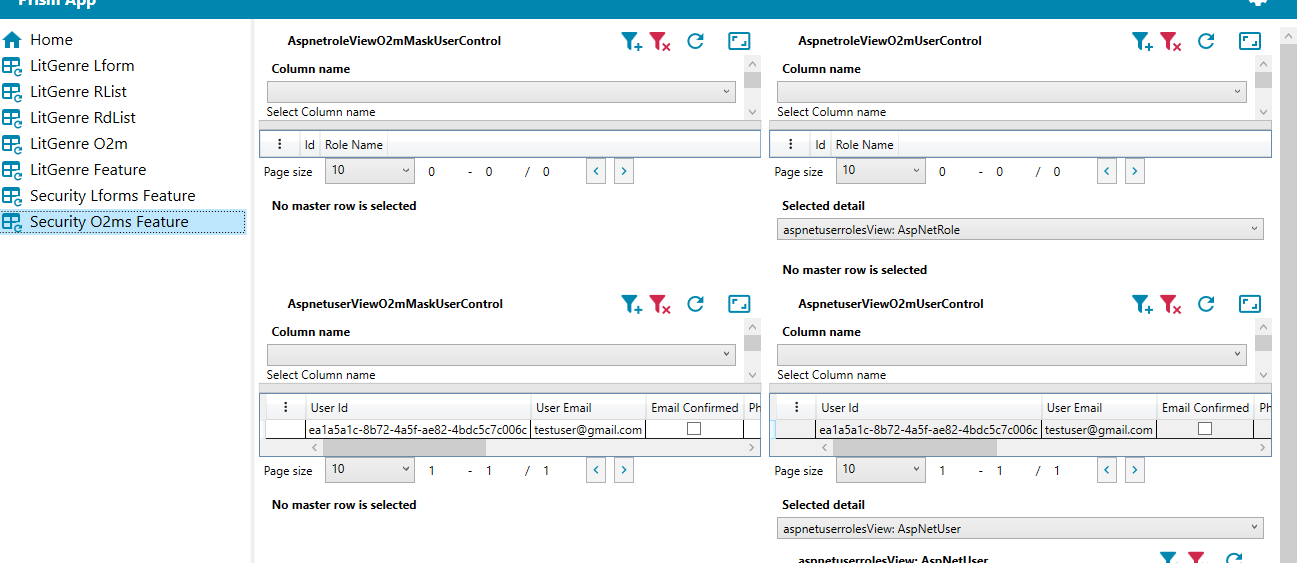 Prism App
Home
LitGenre Lform
LitGenre RList
LitGenre RdList
LitGenre O2m
LitGenre Feature
Security Lforms Feature
Security O2ms Feature
AspnetroleViewO2mMaskUserControl
Column name
Select Column name
Id Role Name
Page size 10 0 - 0 / 0 < >
No master row is selected
AspnetroleViewO2mUserControl
Column name
Select Column name
Id Role Name
Page size 10 0 - 0 / 0 < >
Selected detail
aspnetuserrolesView: AspNetRole
No master row is selected
AspnetuserViewO2mMaskUserControl
Column name
Select Column name
User Id User Email Email Confirmed Ph
ea1a5a1c-8b72-4a5f-ae82-4bdc5c7c006c testuser@gmail.com
Page size 10 1 - 1 / 1 < >
No master row is selected
AspnetuserViewO2mUserControl
Column name
Select Column name
User Id User Email Email Confirmed Ph
ea1a5a1c-8b72-4a5f-ae82-4bdc5c7c006c testuser@gmail.com
Page size 10 1 - 1 / 1 < >
Selected detail
aspnetuserrolesView: AspNetUser
aspnetuserrolesView: AspNetUser